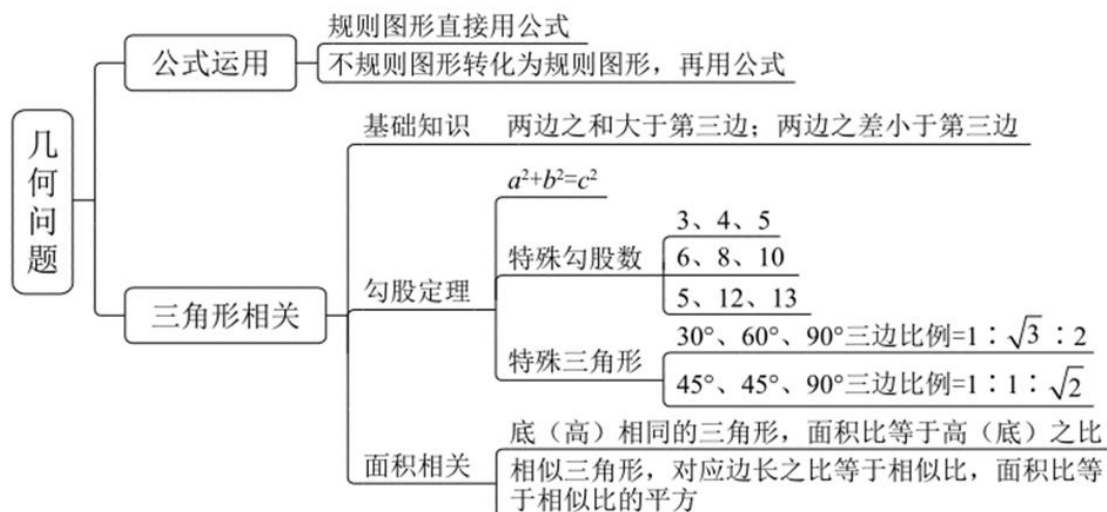 几何问题
公式运用
规则图形直接用公式
不规则图形转化为规则图形，再用公式
三角形相关
基础知识
两边之和大于第三边；两边之差小于第三边
勾股定理
a²+b²=c²
特殊勾股数
3、4、5
6、8、10
5、12、13
特殊三角形
30°、60°、90°三边比例=1∶√3∶2
45°、45°、90°三边比例=1∶1∶√2
面积相关
底（高）相同的三角形，面积比等于高（底）之比
相似三角形，对应边长之比等于相似比，面积比等
于相似比的平方